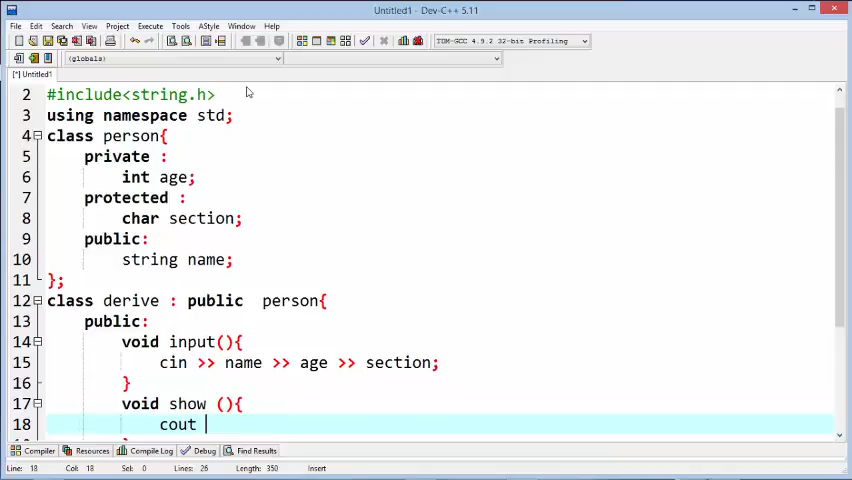 Untitled1 - Dev-C++ 5.11
File Edit Search View Project Execute Tools AStyle Window Help
TDM-GCC 4.9.2 32-bit Profiling
(globals)
[*] Untitled1
2 #include<string.h>
3 using namespace std;
4 class person{
5 private :
6 int age;
7 protected :
8 char section;
9 public:
10 string name;
11 };
12 class derive : public person{
13 public:
14 void input(){
15 cin >> name >> age >> section;
16 }
17 void show (){
18 cout
Compiler Resources Compile Log Debug Find Results
Line: 18 Col: 18 Sel: 0 Lines: 26 Length: 350 Insert